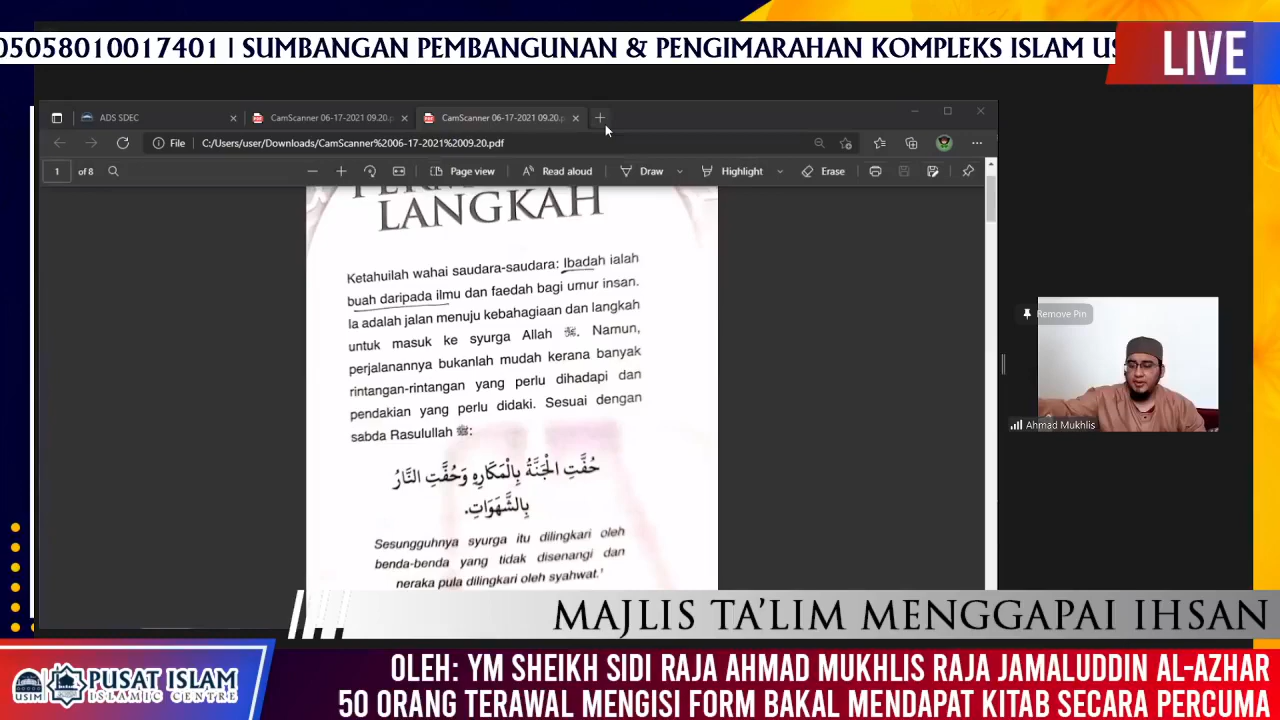 05058010017401 | SUMBANGAN PEMBANGUNAN & PENGIMARAHAN KOMPLEKS ISLAM US
LIVE
ADS SDEC
CamScanner 06-17-2021 09.20.p
CamScanner 06-17-2021 09.20.p
File
C:/Users/user/Downloads/CamScanner%2006-17-2021%2009.20.pdf
1 of 8
Page view
Read aloud
Draw
Highlight
Erase
LANGKAH
Ketahuilah wahai saudara-saudara: Ibadah ialah
buah daripada ilmu dan faedah bagi umur insan.
Ia adalah jalan menuju kebahagiaan dan langkah
untuk masuk ke syurga Allah ﷻ. Namun,
perjalanannya bukanlah mudah kerana banyak
rintangan-rintangan yang perlu dihadapi dan
pendakian yang perlu didaki. Sesuai dengan
sabda Rasulullah ﷺ:
حُفَّتِ الْجَنَّةُ بِالْمَكَارِهِ وَحُفَّتِ النَّارُ
بِالشَّهَوَاتِ.
Sesungguhnya syurga itu dilingkari oleh
benda-benda yang tidak disenangi dan
neraka pula dilingkari oleh syahwat.¹
Remove Pin
Ahmad Mukhlis
MAJLIS TA'LIM MENGGAPAI IHSAN
USIM
PUSAT ISLAM
ISLAMIC CENTRE
OLEH: YM SHEIKH SIDI RAJA AHMAD MUKHLIS RAJA JAMALUDDIN AL-AZHAR
50 ORANG TERAWAL MENGISI FORM BAKAL MENDAPAT KITAB SECARA PERCUMA